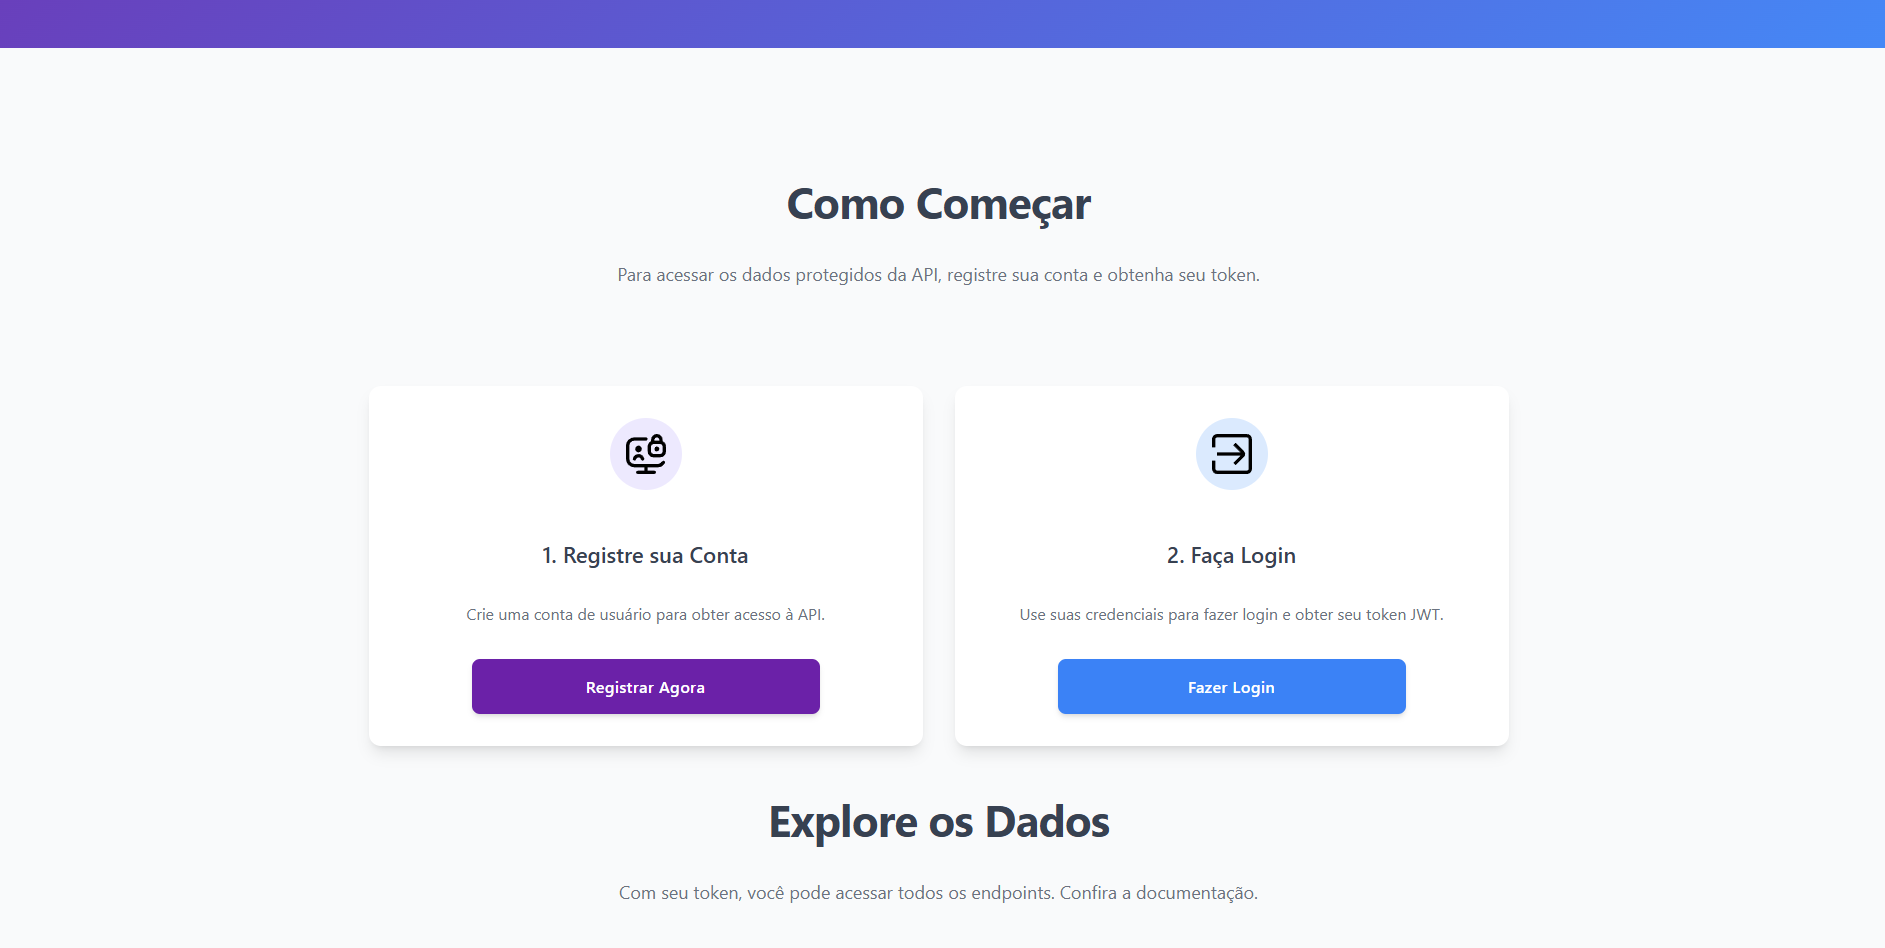 Como Começar
Para acessar os dados protegidos da API, registre sua conta e obtenha seu token.
1. Registre sua Conta
Crie uma conta de usuário para obter acesso à API.
Registrar Agora
2. Faça Login
Use suas credenciais para fazer login e obter seu token JWT.
Fazer Login
Explore os Dados
Com seu token, você pode acessar todos os endpoints. Confira a documentação.